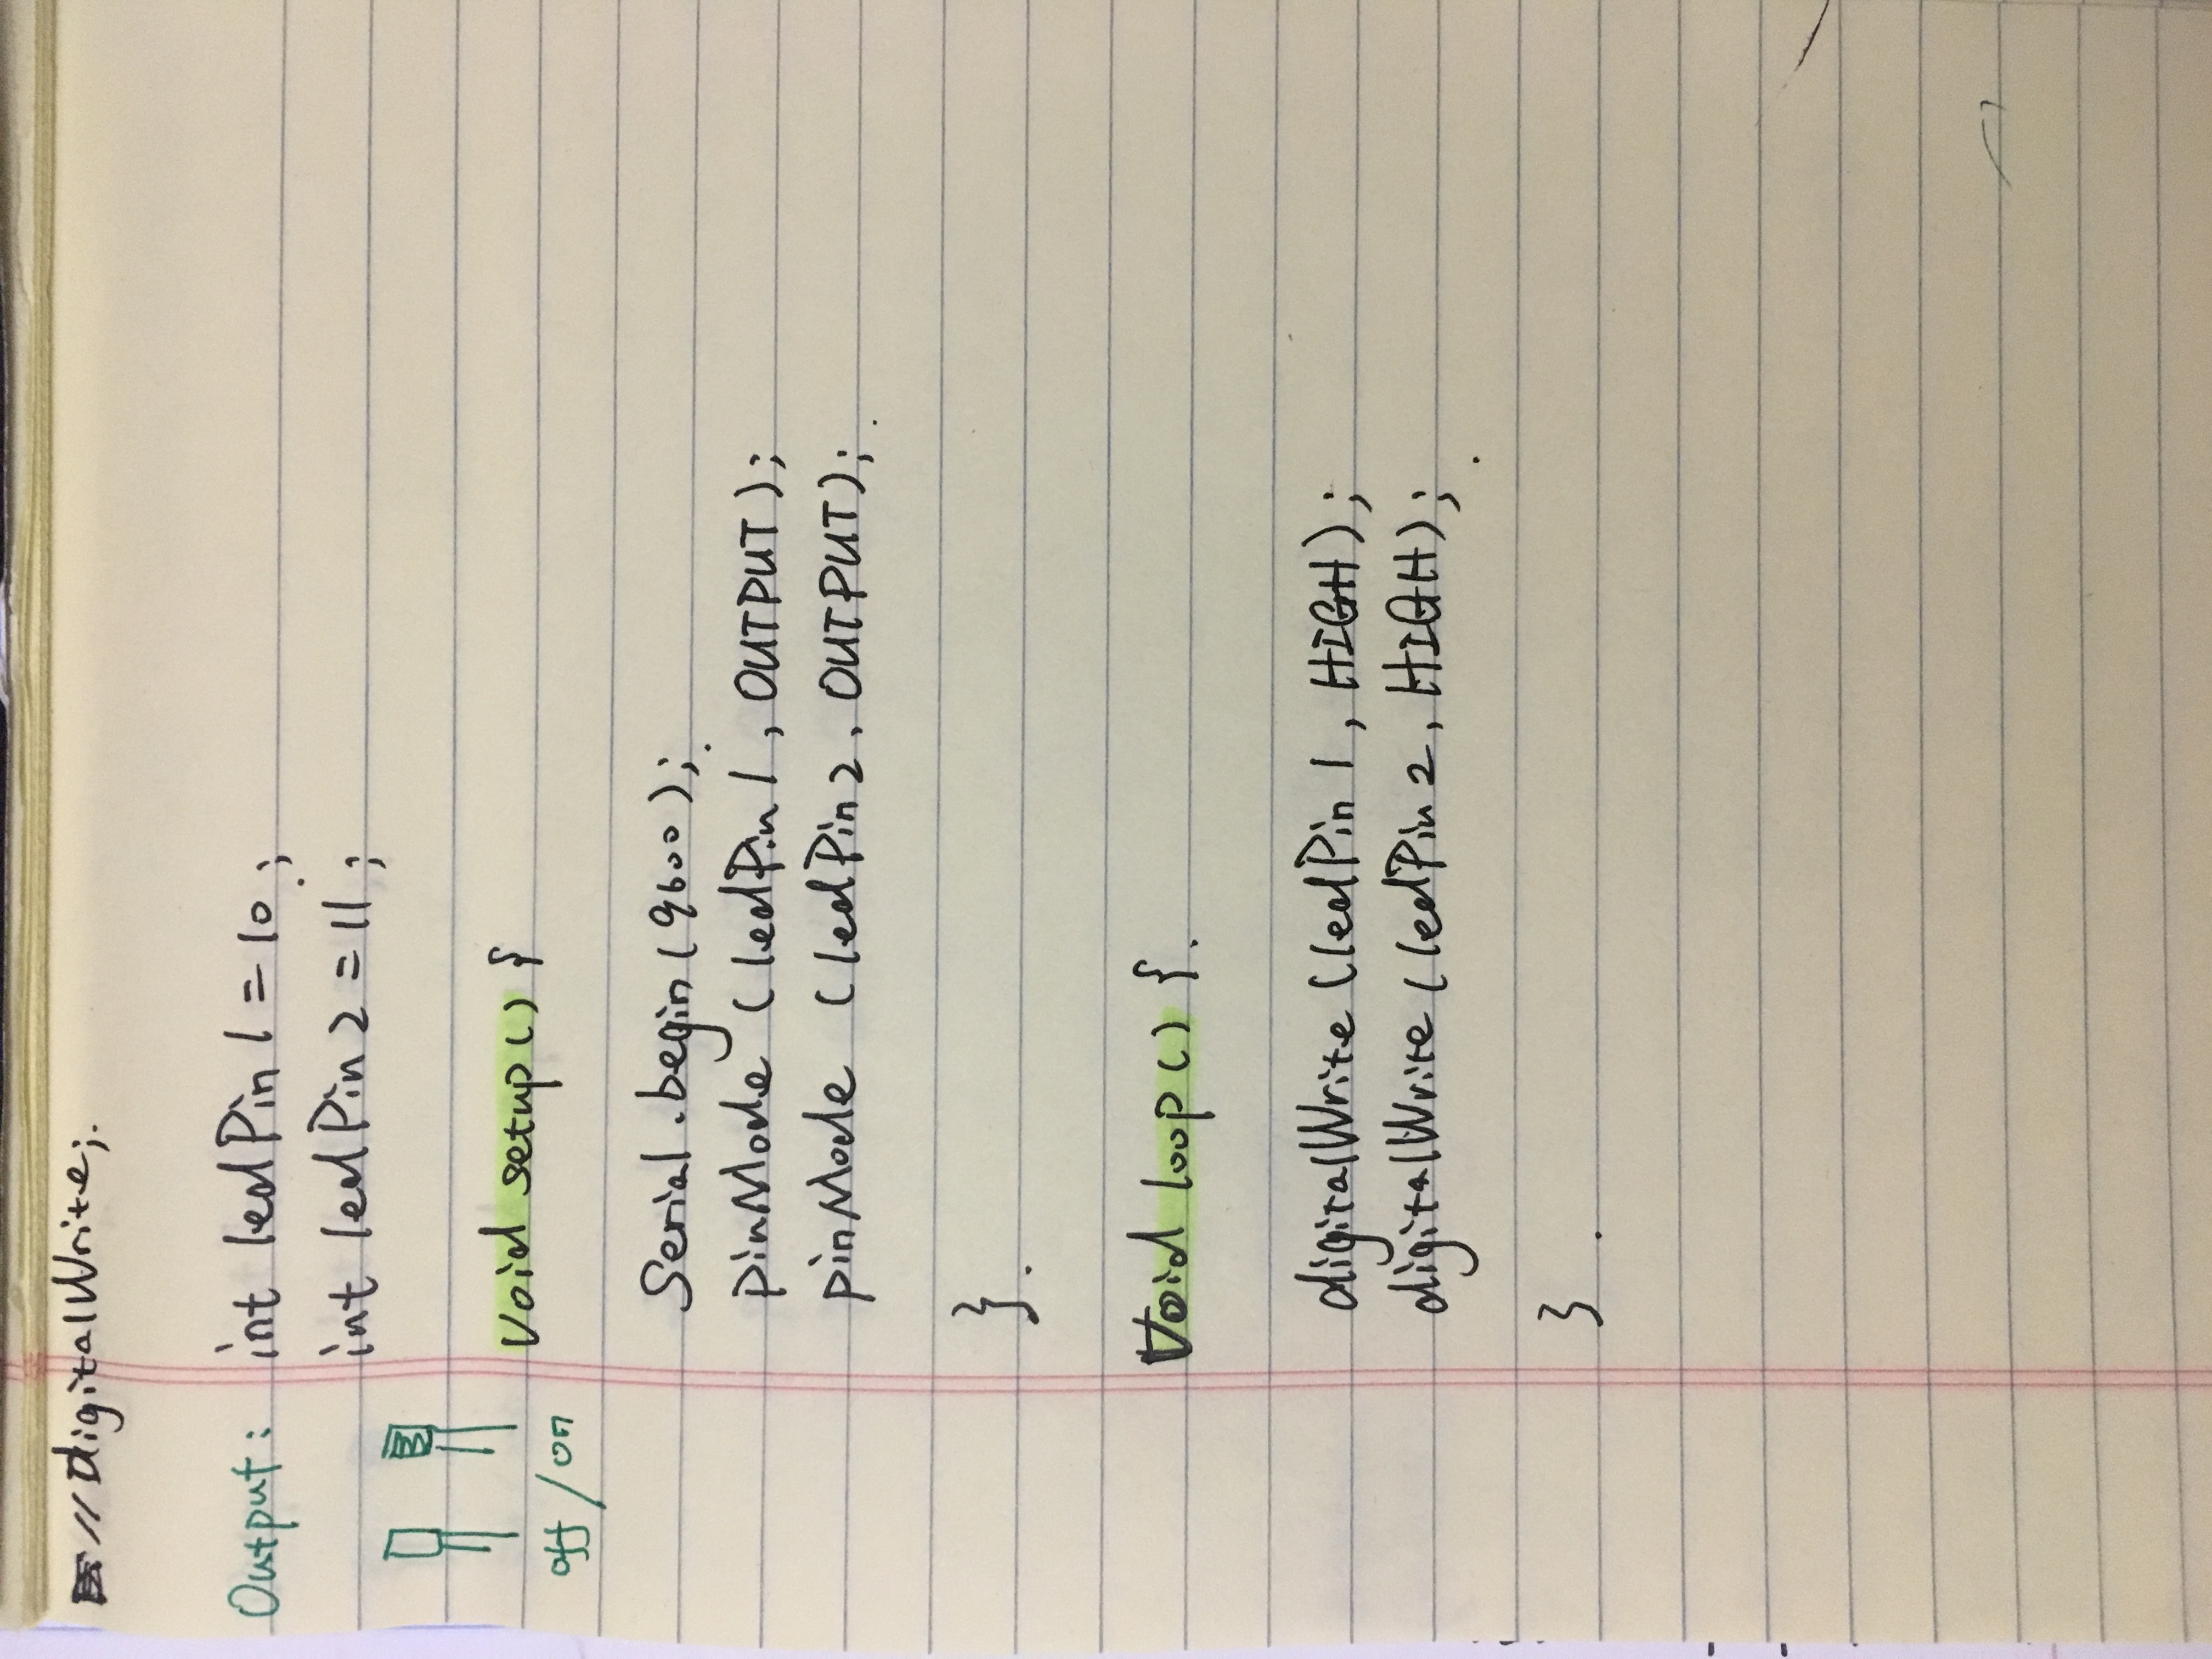 // digitalWrite;.
Output: int ledPin1 = 10;
int ledPin2 = 11;
off / on
Void setup() {
Serial.begin(9600);.
pinMode (ledPin1, OUTPUT);
pinMode (ledPin2, OUTPUT);.
}.
Void loop() {.
digitalWrite (ledPin1, HIGH);
digitalWrite (ledPin2, HIGH);.
} .